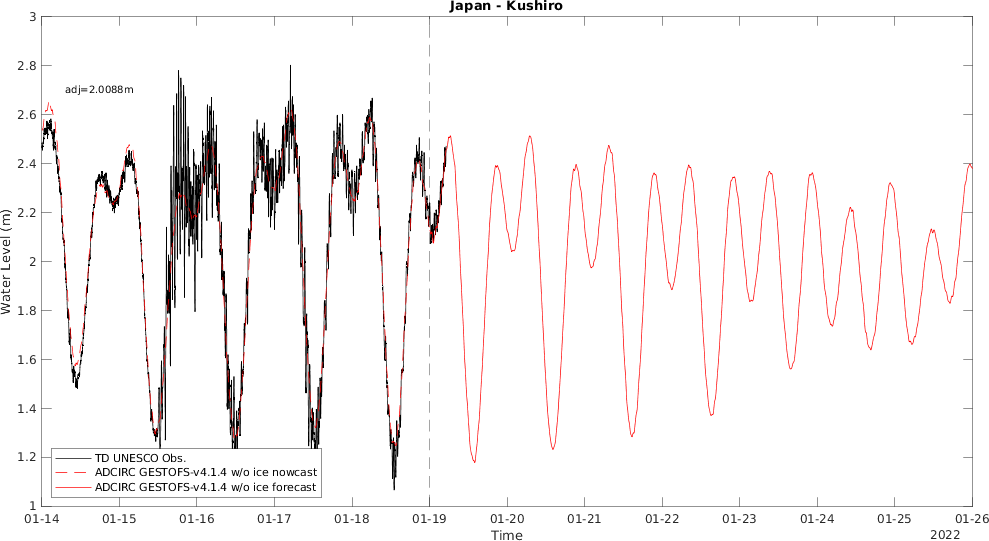 Japan - Kushiro
3
2.8
2.6
2.4
2.2
2
1.8
1.6
1.4
1.2
1
Water Level (m)
adj=2.0088m
TD UNESCO Obs.
ADCIRC GESTOFS-v4.1.4 w/o ice nowcast
ADCIRC GESTOFS-v4.1.4 w/o ice forecast
01-14 01-15 01-16 01-17 01-18 01-19 01-20 01-21 01-22 01-23 01-24 01-25 01-26
Time
2022